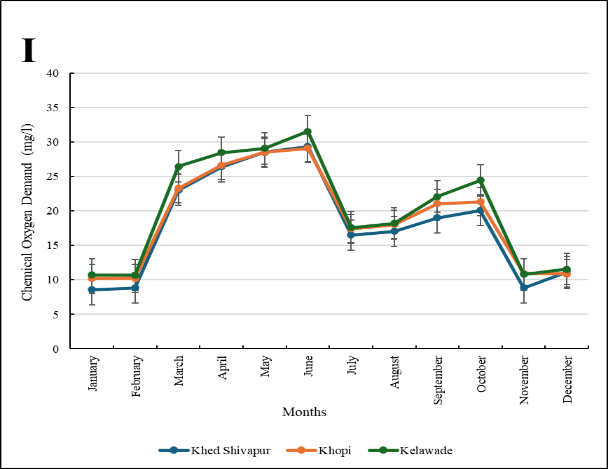 I
Chemical Oxygen Demand (mg/l)
40
35
30
25
20
15
10
5
0
January
February
March
April
May
June
July
August
September
October
November
December
Months
Khed Shivapur Khopi Kelawade